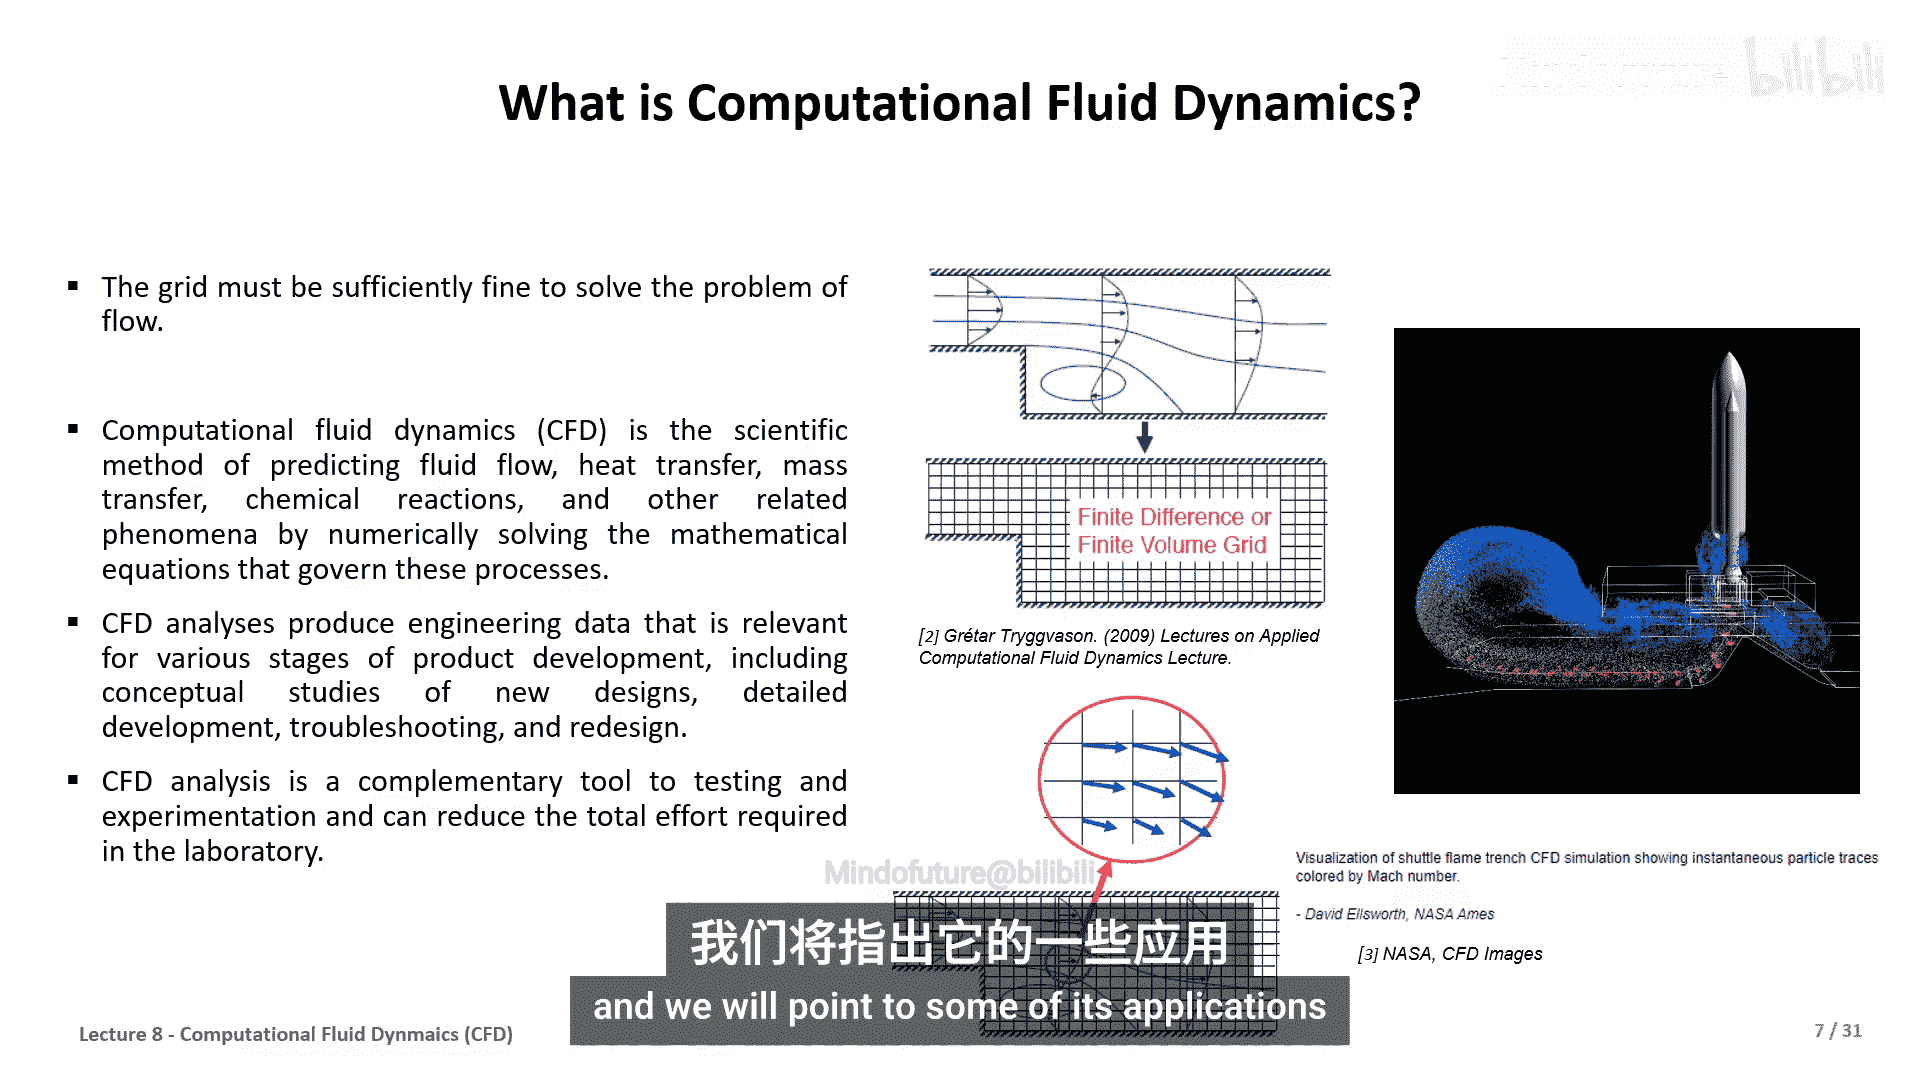 bilibili
What is Computational Fluid Dynamics?
▪ The grid must be sufficiently fine to solve the problem of
flow.
▪ Computational fluid dynamics (CFD) is the scientific
method of predicting fluid flow, heat transfer, mass
transfer, chemical reactions, and other related
phenomena by numerically solving the mathematical
equations that govern these processes.
▪ CFD analyses produce engineering data that is relevant
for various stages of product development, including
conceptual studies of new designs, detailed
development, troubleshooting, and redesign.
▪ CFD analysis is a complementary tool to testing and
experimentation and can reduce the total effort required
in the laboratory.
Finite Difference or
Finite Volume Grid
[2] Grétar Tryggvason. (2009) Lectures on Applied
Computational Fluid Dynamics Lecture.
Visualization of shuttle flame trench CFD simulation showing instantaneous particle traces
colored by Mach number.
- David Ellsworth, NASA Ames
[3] NASA, CFD Images
Mindofuture@bilibili
我们将指出它的一些应用
and we will point to some of its applications
Lecture 8 - Computational Fluid Dynmaics (CFD)
7 / 31